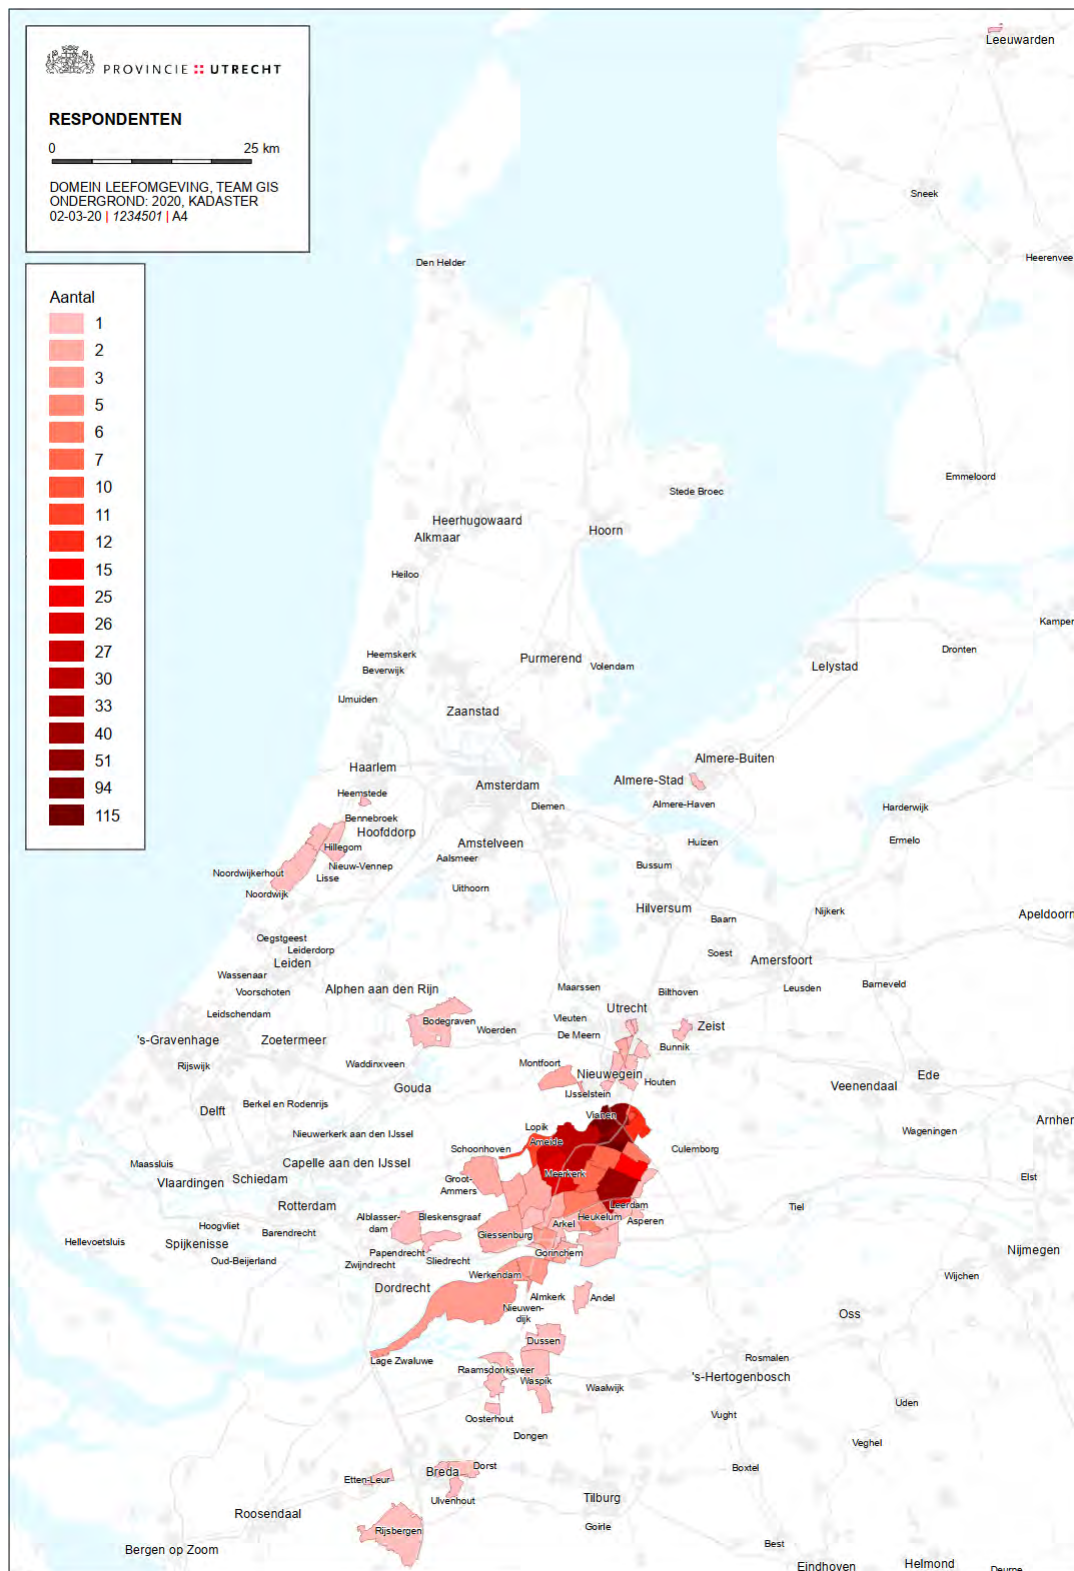 PROVINCIE :: UTRECHT
RESPONDENTEN
0 25 km
DOMEIN LEEFOMGEVING, TEAM GIS
ONDERGROND: 2020, KADASTER
02-03-20 | 1234501 | A4
Aantal
1
2
3
5
6
7
10
11
12
15
25
26
27
30
33
40
51
94
115
Leeuwarden
Sneek
Heerenvee
Den Helder
Emmeloord
Stede Broec
Heerhugowaard
Hoorn
Alkmaar
Heiloo
Kamper
Dronten
Heemskerk
Purmerend
Volendam
Lelystad
Beverwijk
IJmuiden
Zaanstad
Almere-Buiten
Haarlem
Almere-Stad
Amsterdam
Heemstede
Diemen
Almere-Haven
Harderwijk
Bennebroek
Hoofddorp
Amstelveen
Huizen
Ermelo
Hillegom
Aalsmeer
Bussum
Nieuw-Vennep
Noordwijkerhout
Lisse
Uithoorn
Noordwijk
Hilversum
Nijkerk
Apeldoorn
Baarn
Oegstgeest
Leiderdorp
Soest
Leiden
Amersfoort
Wassenaar
Barneveld
Alphen aan den Rijn
Maarssen
Bilthoven
Leusden
Voorschoten
Utrecht
Leidschendam
Vleuten
Bodegraven
Woerden
Zeist
De Meern
's-Gravenhage
Zoetermeer
Bunnik
Rijswijk
Waddinxveen
Montfoort
Nieuwegein
Houten
Ede
Gouda
Veenendaal
IJsselstein
Berkel en Rodenrijs
Delft
Vianen
Arnhem
Lopik
Nieuwerkerk aan den IJssel
Ameide
Wageningen
Schoonhoven
Culemborg
Maassluis
Capelle aan den IJssel
Meerkerk
Schiedam
Groot-
Ammers
Elst
Vlaardingen
Rotterdam
Leerdam
Tiel
Alblasser-
dam
Bleskensgraaf
Heukelum
Asperen
Hoogvliet
Arkel
Barendrecht
Giessenburg
Hellevoetsluis
Spijkenisse
Gorinchem
Nijmegen
Papendrecht
Sliedrecht
Oud-Beijerland
Zwijndrecht
Werkendam
Wijchen
Dordrecht
Almkerk
Andel
Nieuwen-
dijk
Oss
Dussen
Lage Zwaluwe
Rosmalen
Raamsdonksveer
Waspik
's-Hertogenbosch
Waalwijk
Uden
Oosterhout
Vught
Dongen
Veghel
Dorst
Boxtel
Breda
Etten-Leur
Ulvenhout
Tilburg
Roosendaal
Goirle
Rijsbergen
Best
Bergen op Zoom
Eindhoven
Helmond
Deurne